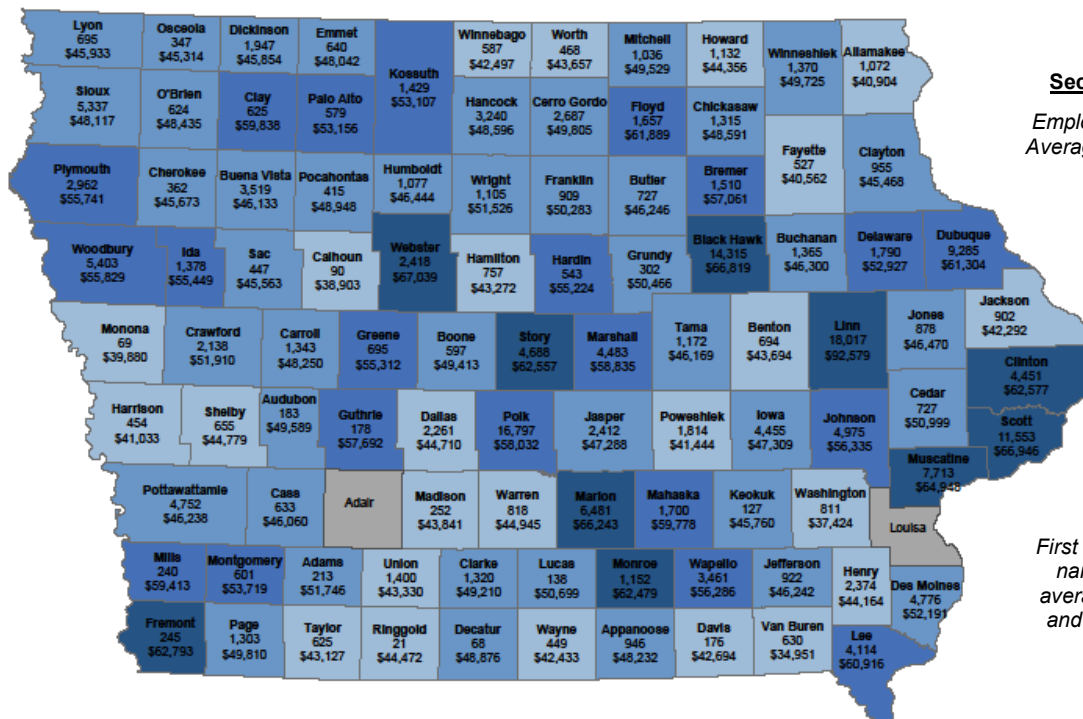 Lyon
695
$45,933
Osceola
347
$45,314
Dickinson
1,947
$45,854
Emmet
640
$48,042
Kossuth
1,429
$53,107
Winnebago
587
$42,497
Worth
468
$43,657
Mitchell
1,036
$49,529
Howard
1,132
$44,356
Winneshiek
1,370
$49,725
Allamakee
1,072
$40,904
Sioux
5,337
$48,117
O'Brien
624
$48,435
Clay
625
$59,838
Palo Alto
579
$53,156
Hancock
3,240
$48,596
Cerro Gordo
2,687
$49,805
Floyd
1,657
$61,889
Chickasaw
1,315
$48,591
Fayette
527
$40,562
Clayton
955
$45,468
Plymouth
2,962
$55,741
Cherokee
362
$45,673
Buena Vista
3,519
$46,133
Pocahontas
415
$48,948
Humboldt
1,077
$46,444
Wright
1,105
$51,526
Franklin
909
$50,283
Butler
727
$46,246
Bremer
1,510
$57,061
Woodbury
5,403
$55,829
Ida
1,378
$55,449
Sac
447
$45,563
Calhoun
90
$38,903
Webster
2,418
$67,039
Hamilton
757
$43,272
Hardin
543
$55,224
Grundy
302
$50,466
Black Hawk
14,315
$66,819
Buchanan
1,365
$46,300
Delaware
1,790
$52,927
Dubuque
9,285
$61,304
Monona
69
$39,880
Crawford
2,138
$51,910
Carroll
1,343
$48,250
Greene
695
$55,312
Boone
597
$49,413
Story
4,688
$62,557
Marshall
4,483
$58,835
Tama
1,172
$46,169
Benton
694
$43,694
Linn
18,017
$92,579
Jones
878
$46,470
Jackson
902
$42,292
Clinton
4,451
$62,577
Harrison
454
$41,033
Shelby
655
$44,779
Audubon
183
$49,589
Guthrie
178
$57,692
Dallas
2,261
$44,710
Polk
16,797
$58,032
Jasper
2,412
$47,288
Poweshiek
1,814
$41,444
Iowa
4,455
$47,309
Johnson
4,975
$56,335
Cedar
727
$50,999
Scott
11,553
$66,946
Muscatine
7,713
$64,948
Pottawattamie
4,752
$46,238
Cass
633
$46,060
Adair
Madison
252
$43,841
Warren
818
$44,945
Marion
6,481
$66,243
Mahaska
1,700
$59,778
Keokuk
127
$45,760
Washington
811
$37,424
Louisa
Mills
240
$59,413
Montgomery
601
$53,719
Adams
213
$51,746
Union
1,400
$43,330
Clarke
1,320
$49,210
Lucas
138
$50,699
Monroe
1,152
$62,479
Wapello
3,461
$56,286
Jefferson
922
$46,242
Henry
2,374
$44,164
Des Moines
4,776
$52,191
Fremont
245
$62,793
Page
1,303
$49,810
Taylor
625
$43,127
Ringgold
21
$44,472
Decatur
68
$48,876
Wayne
449
$42,433
Appanoose
946
$48,232
Davis
176
$42,694
Van Buren
630
$34,951
Lee
4,114
$60,916
Sec
Emplo
Averag
First
nar
avera
and